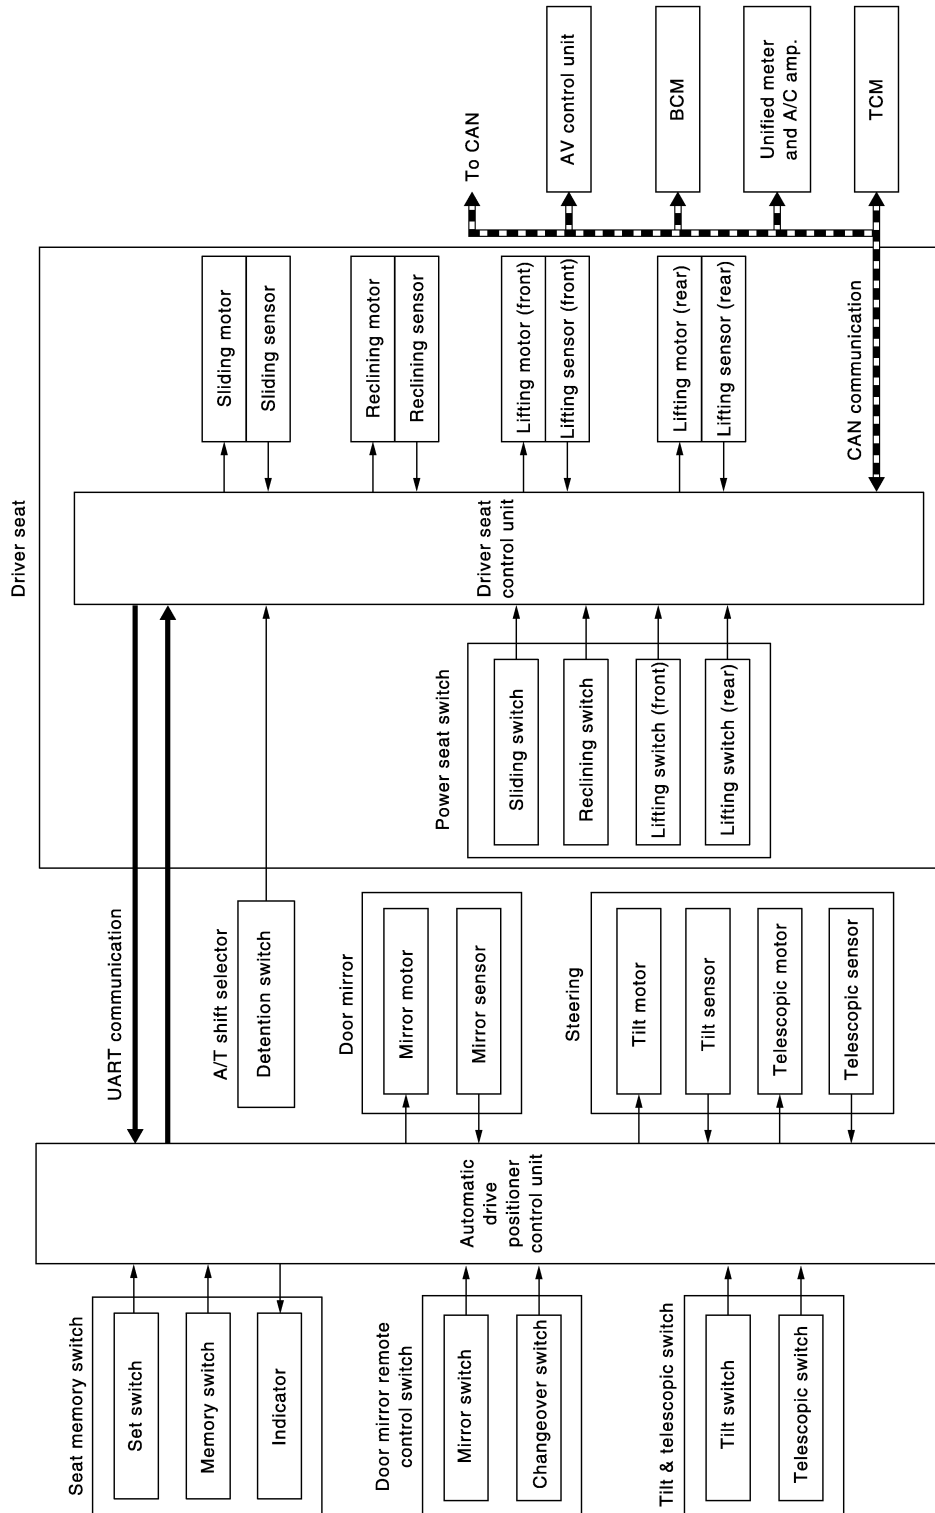 Seat memory switch
Set switch
Memory switch
Indicator
Door mirror remote
control switch
Mirror switch
Changeover switch
Tilt & telescopic switch
Tilt switch
Telescopic switch
Automatic
drive
positioner
control unit
UART communication
A/T shift selector
Detention switch
Door mirror
Mirror motor
Mirror sensor
Steering
Tilt motor
Tilt sensor
Telescopic motor
Telescopic sensor
Driver seat
Power seat switch
Sliding switch
Reclining switch
Lifting switch (front)
Lifting switch (rear)
Driver seat
control unit
Sliding motor
Sliding sensor
Reclining motor
Reclining sensor
Lifting motor (front)
Lifting sensor (front)
Lifting motor (rear)
Lifting sensor (rear)
CAN communication
To CAN
AV control unit
BCM
Unified meter
and A/C amp.
TCM